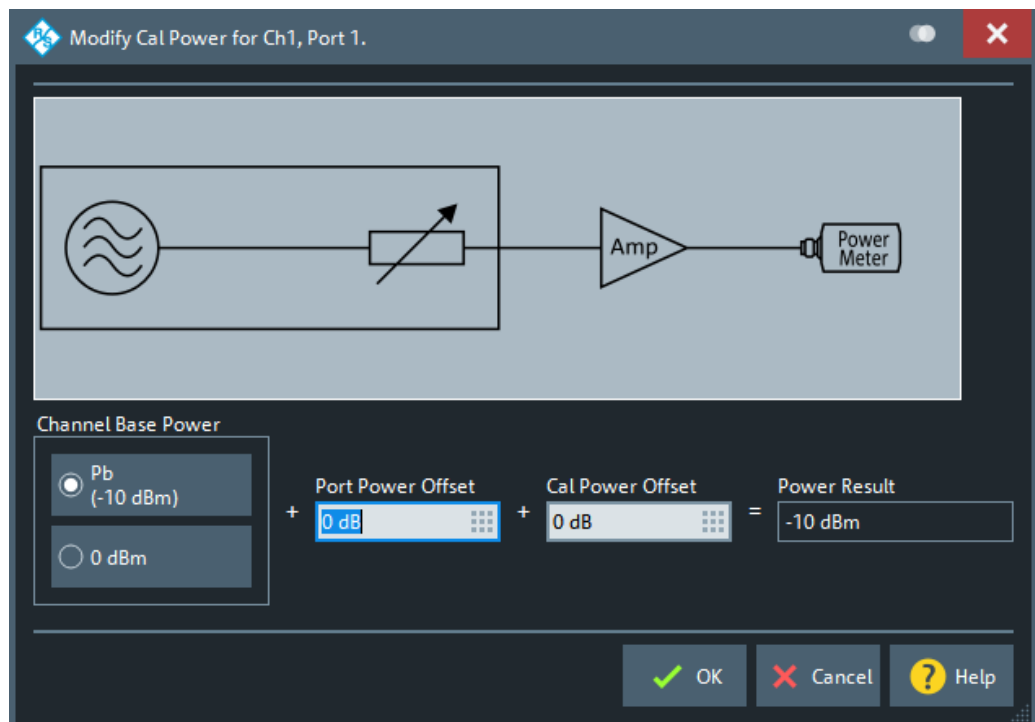 R&S
Modify Cal Power for Ch1, Port 1.
Amp
Power
Meter
Channel Base Power
Pb
(-10 dBm)
0 dBm
+
Port Power Offset
0 dB
+
Cal Power Offset
0 dB
=
Power Result
-10 dBm
OK
Cancel
? Help